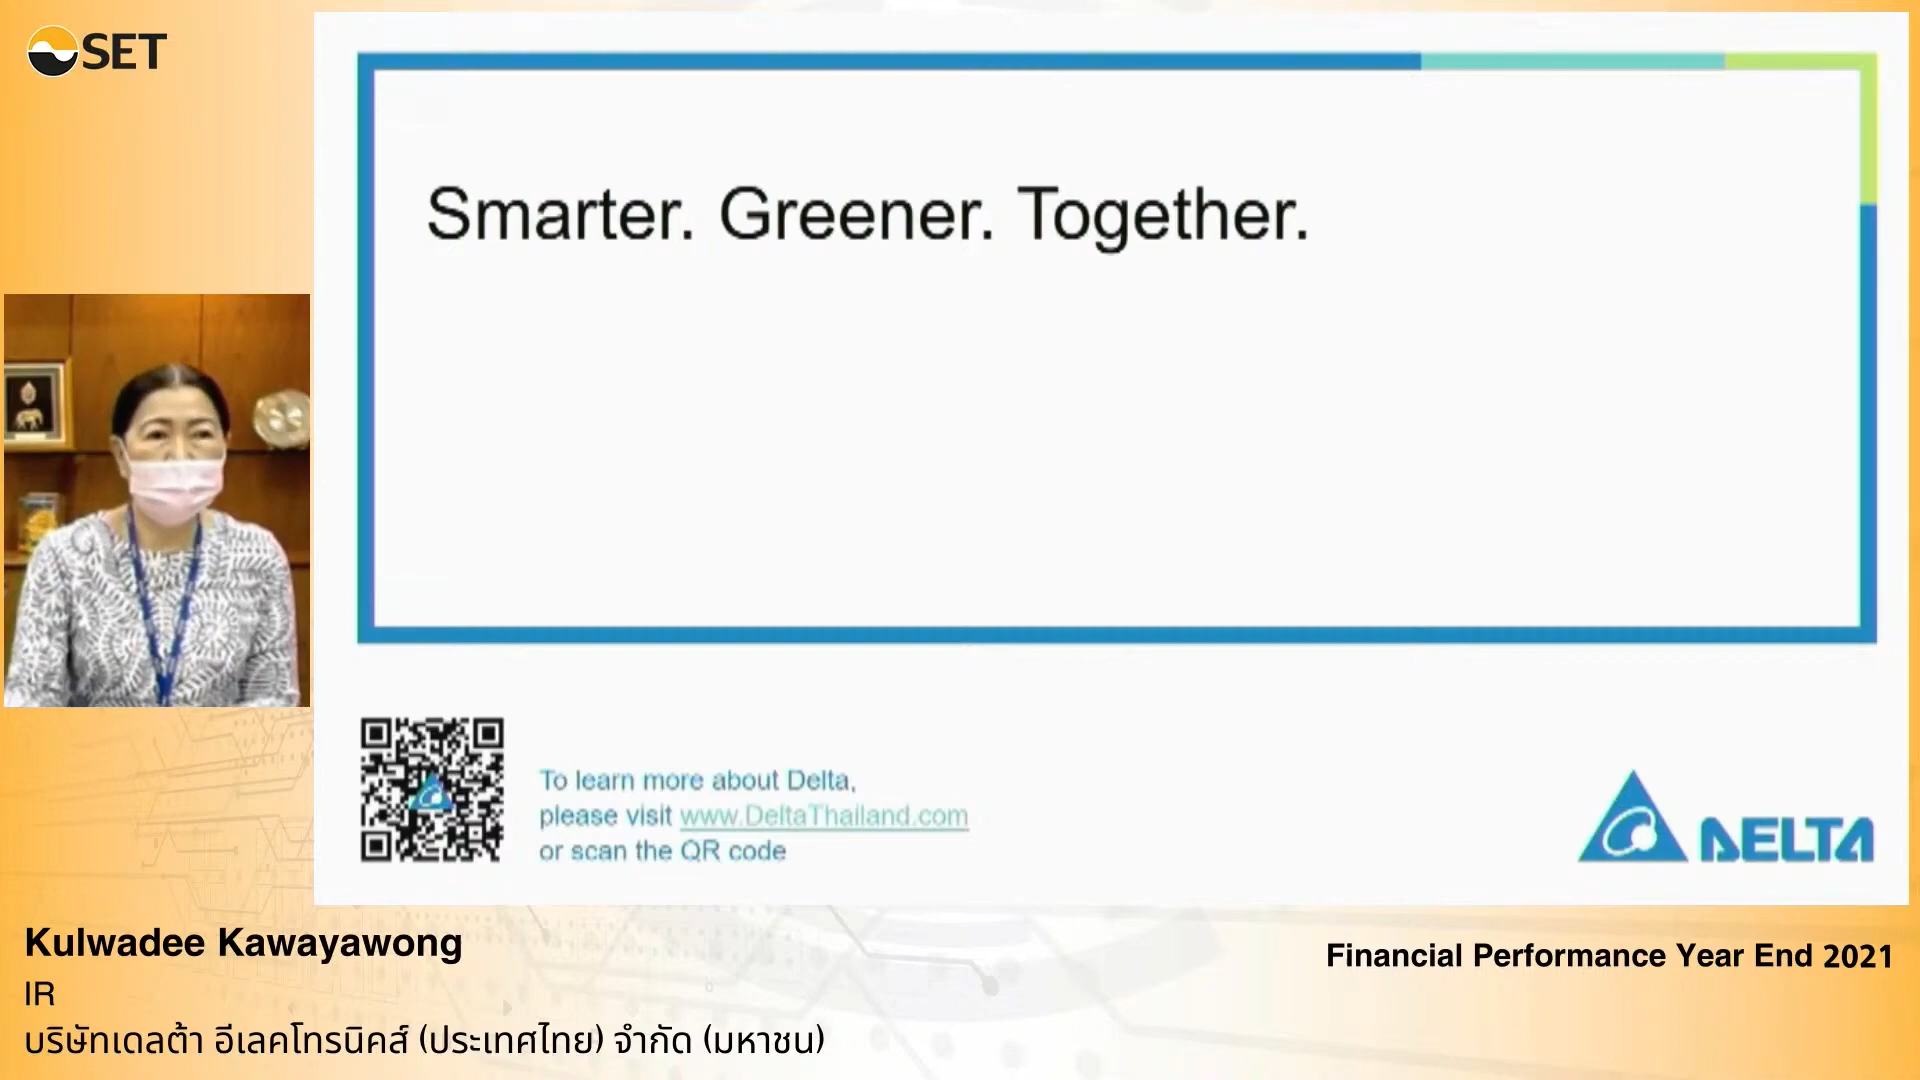 SET
Smarter. Greener. Together.
To learn more about Delta,
please visit www.DeltaThailand.com
or scan the QR code
DELTA
Kulwadee Kawayawong
IR
บริษัทเดลต้า อีเลคโทรนิคส์ (ประเทศไทย) จำกัด (มหาชน)
Financial Performance Year End 2021